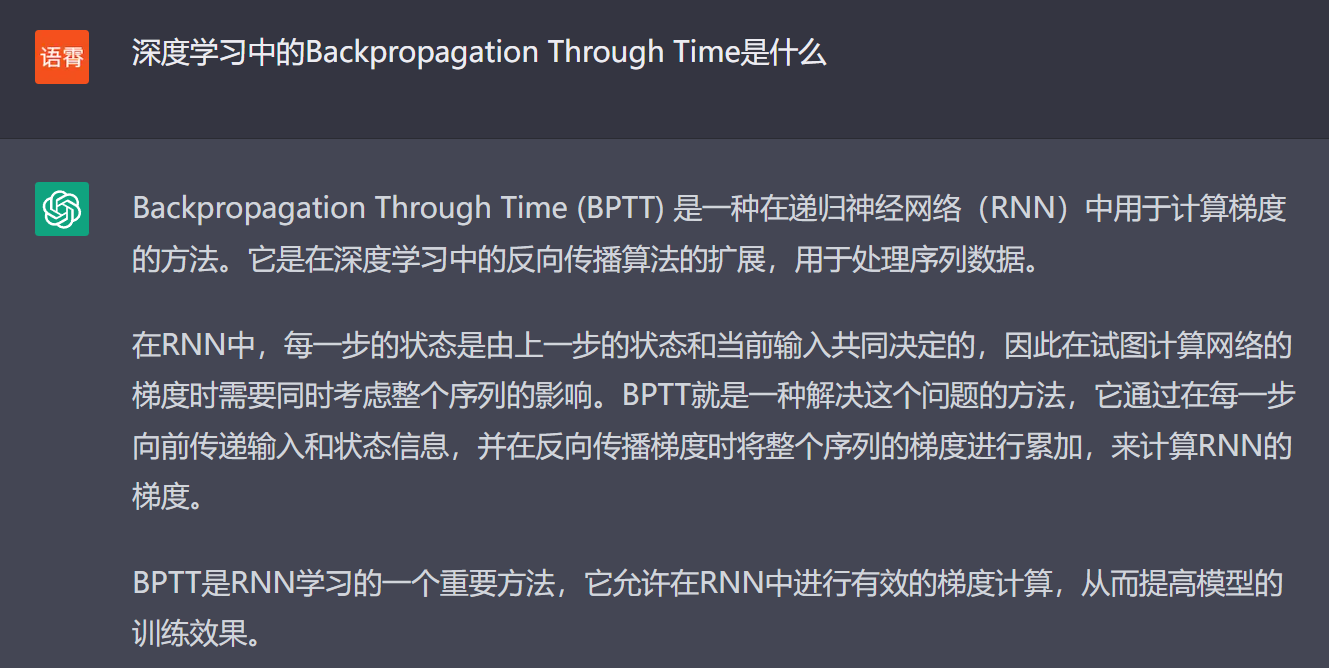 语霄
深度学习中的Backpropagation Through Time是什么
Backpropagation Through Time (BPTT) 是一种在递归神经网络（RNN）中用于计算梯度
的方法。它是在深度学习中的反向传播算法的扩展，用于处理序列数据。
在RNN中，每一步的状态是由上一步的状态和当前输入共同决定的，因此在试图计算网络的
梯度时需要同时考虑整个序列的影响。BPTT就是一种解决这个问题的方法，它通过在每一步
向前传递输入和状态信息，并在反向传播梯度时将整个序列的梯度进行累加，来计算RNN的
梯度。
BPTT是RNN学习的一个重要方法，它允许在RNN中进行有效的梯度计算，从而提高模型的
训练效果。